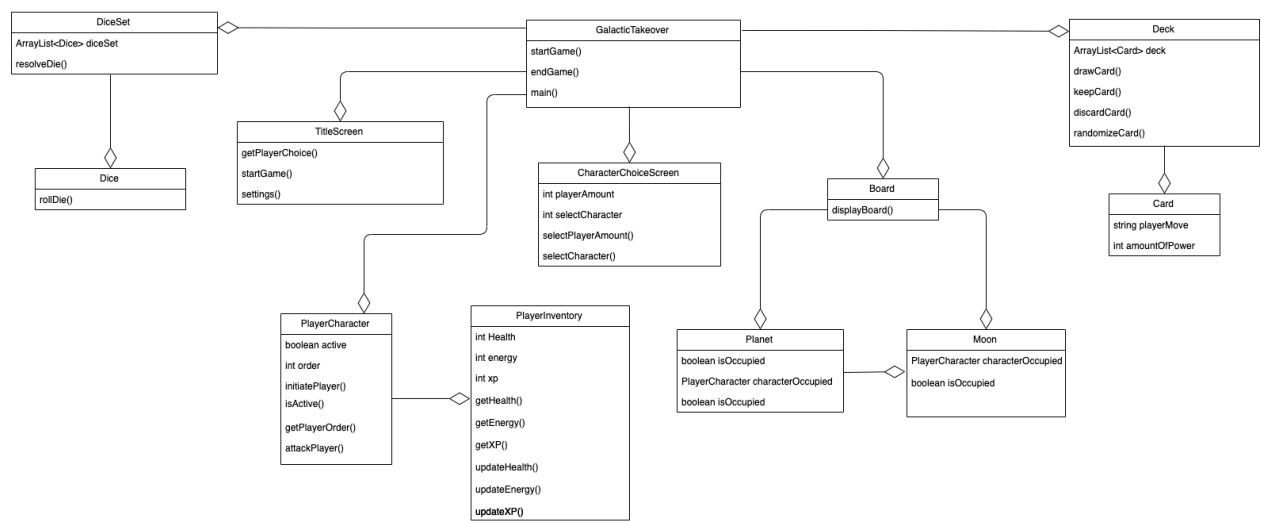 DiceSet
ArrayList<Dice> diceSet
resolveDie()
GalacticTakeover
startGame()
endGame()
main()
Deck
ArrayList<Card> deck
drawCard()
keepCard()
discardCard()
randomizeCard()
TitleScreen
getPlayerChoice()
startGame()
settings()
Dice
rollDie()
CharacterChoiceScreen
int playerAmount
int selectCharacter
selectPlayerAmount()
selectCharacter()
Board
displayBoard()
Card
string playerMove
int amountOfPower
PlayerCharacter
boolean active
int order
initiatePlayer()
isActive()
getPlayerOrder()
attackPlayer()
PlayerInventory
int Health
int energy
int xp
getHealth()
getEnergy()
getXP()
updateHealth()
updateEnergy()
updateXP()
Planet
boolean isOccupied
PlayerCharacter characterOccupied
boolean isOccupied
Moon
PlayerCharacter characterOccupied
boolean isOccupied